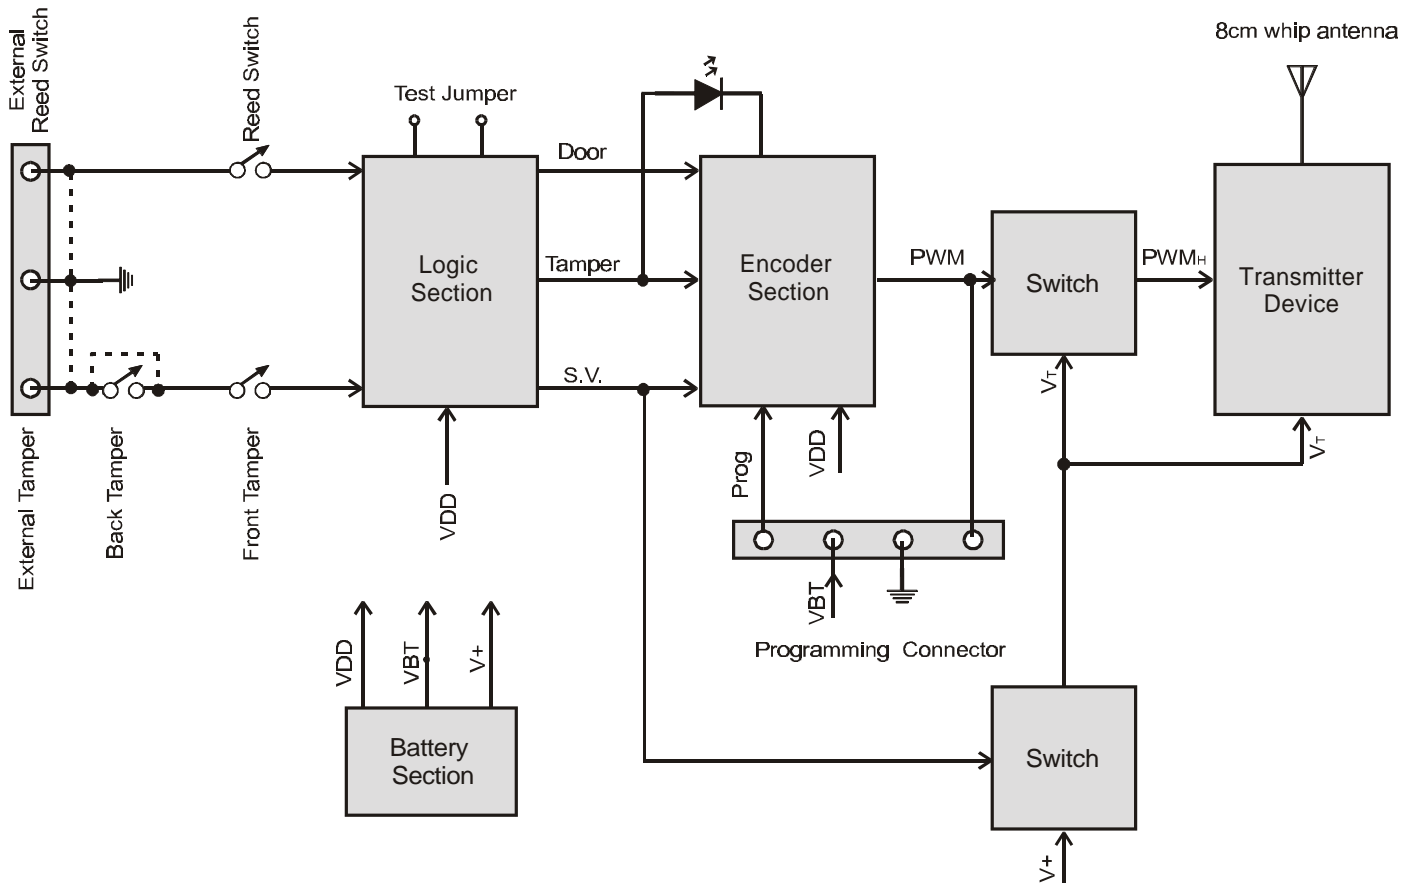 8cm whip antenna
External
Reed Switch
Reed Switch
Test Jumper
Door
Logic
Section
Tamper
Encoder
Section
PWM
Switch
PWMH
Transmitter
Device
S.V.
VT
VT
External Tamper
Back Tamper
Front Tamper
VDD
Prog
VDD
VBT
Programming Connector
VDD
VBT
V+
Battery
Section
Switch
V+